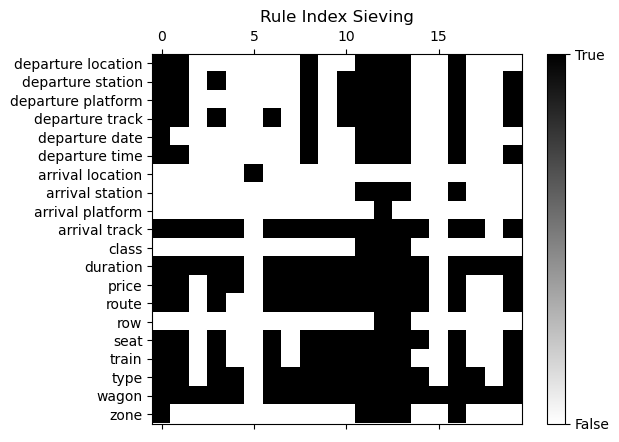 Rule Index Sieving
0 5 10 15
departure location
departure station
departure platform
departure track
departure date
departure time
arrival location
arrival station
arrival platform
arrival track
class
duration
price
route
row
seat
train
type
wagon
zone
True
False